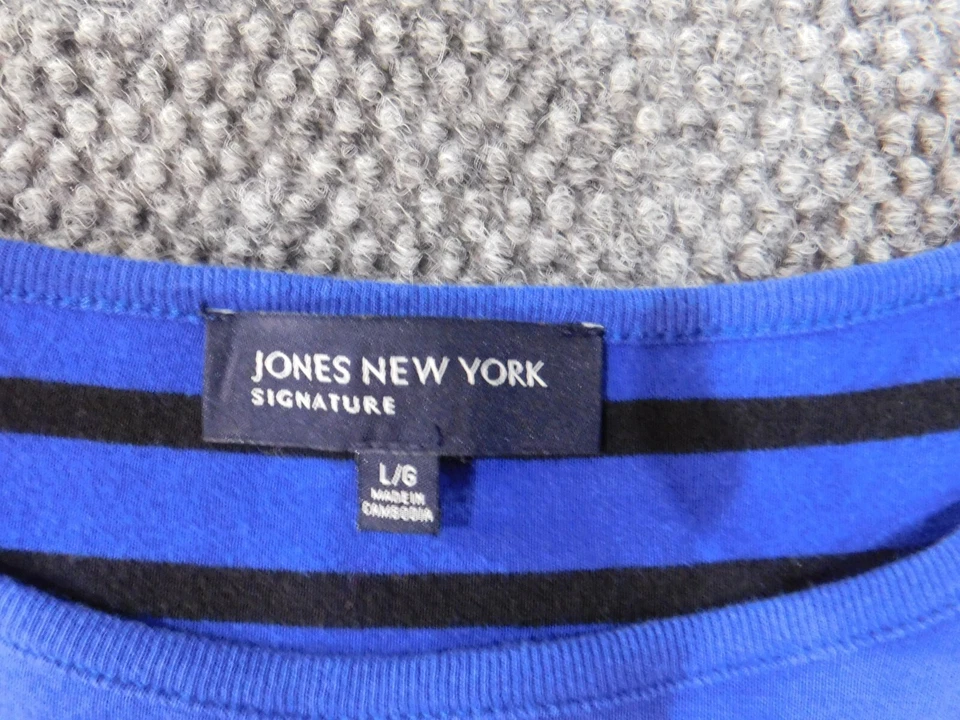 JONES NEW YORK
SIGNATURE
L/G
MADE IN
CAMBODIA